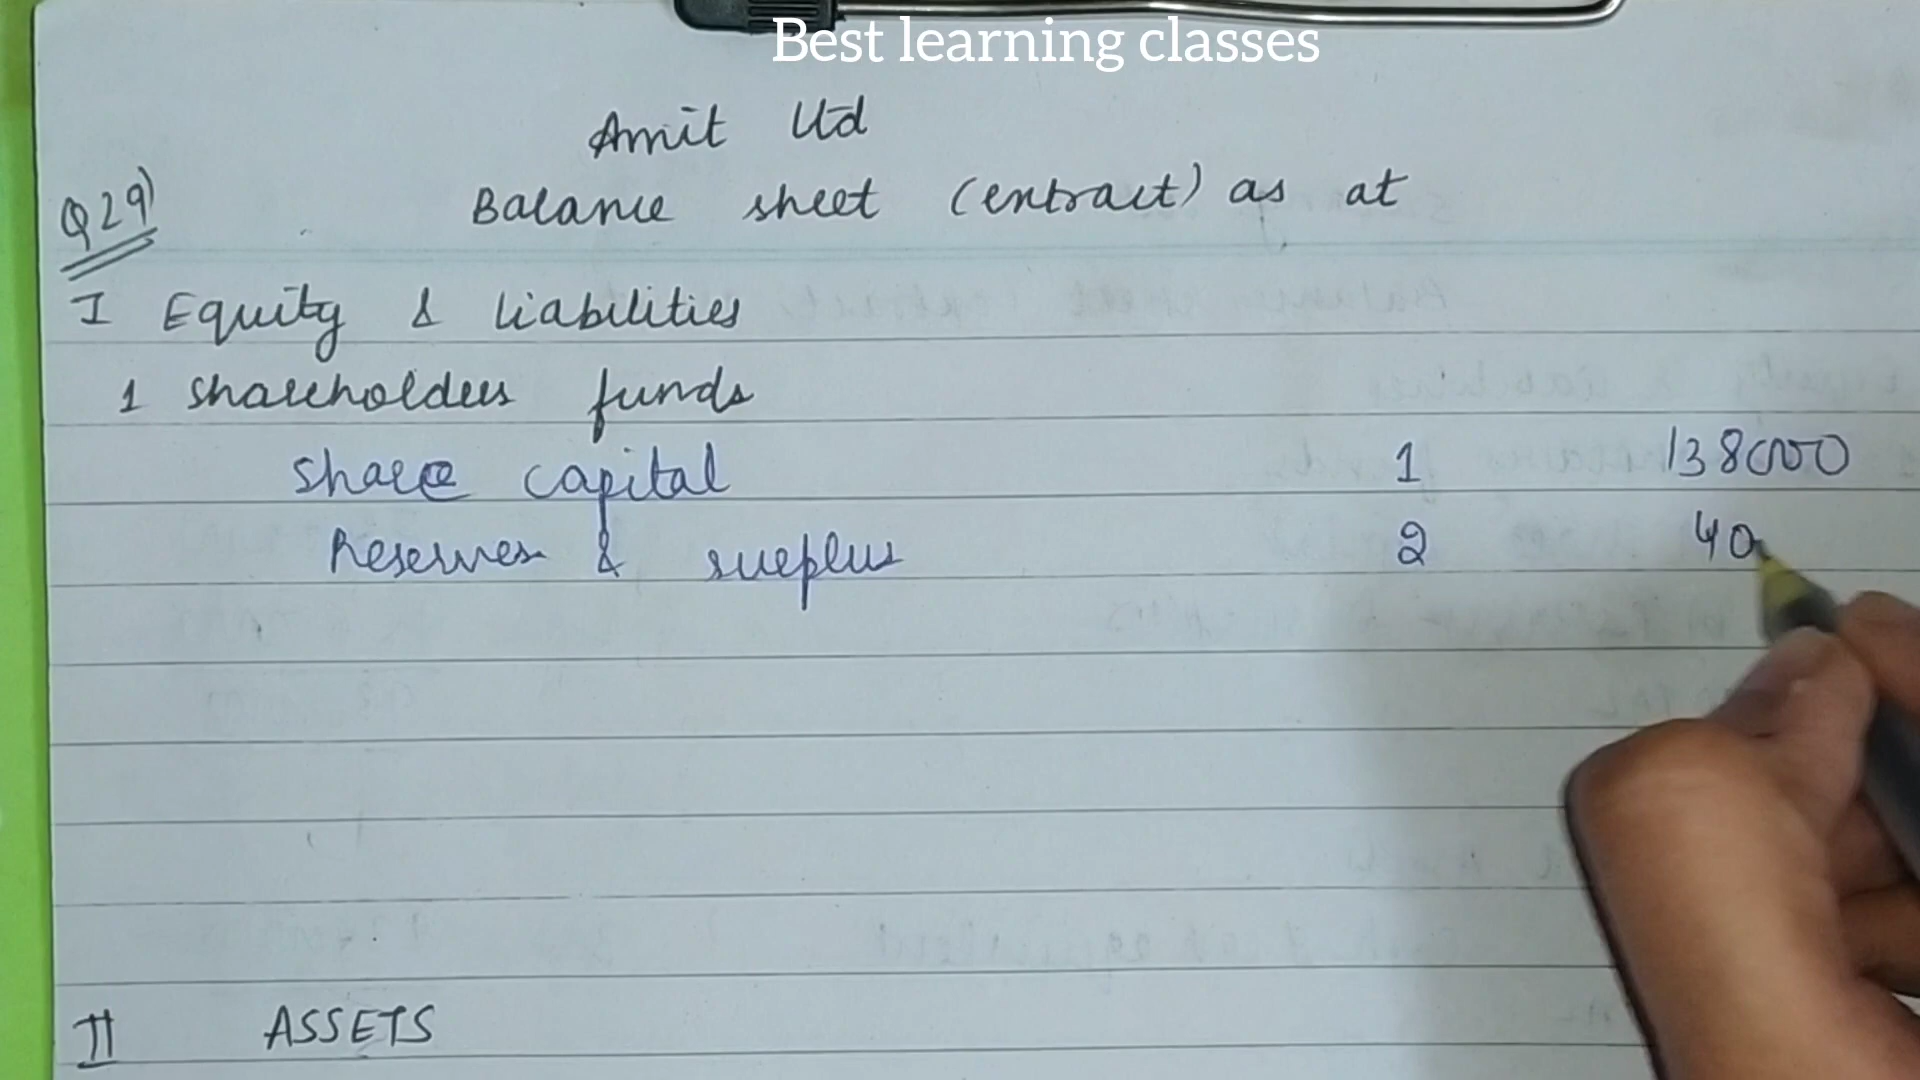 Best learning classes
Amit Ltd
Q29) Balance sheet (extract) as at
I Equity & liabilities
1 Shareholders funds
Share capital 1 138000
Reserves & surplus 2 40
II ASSETS